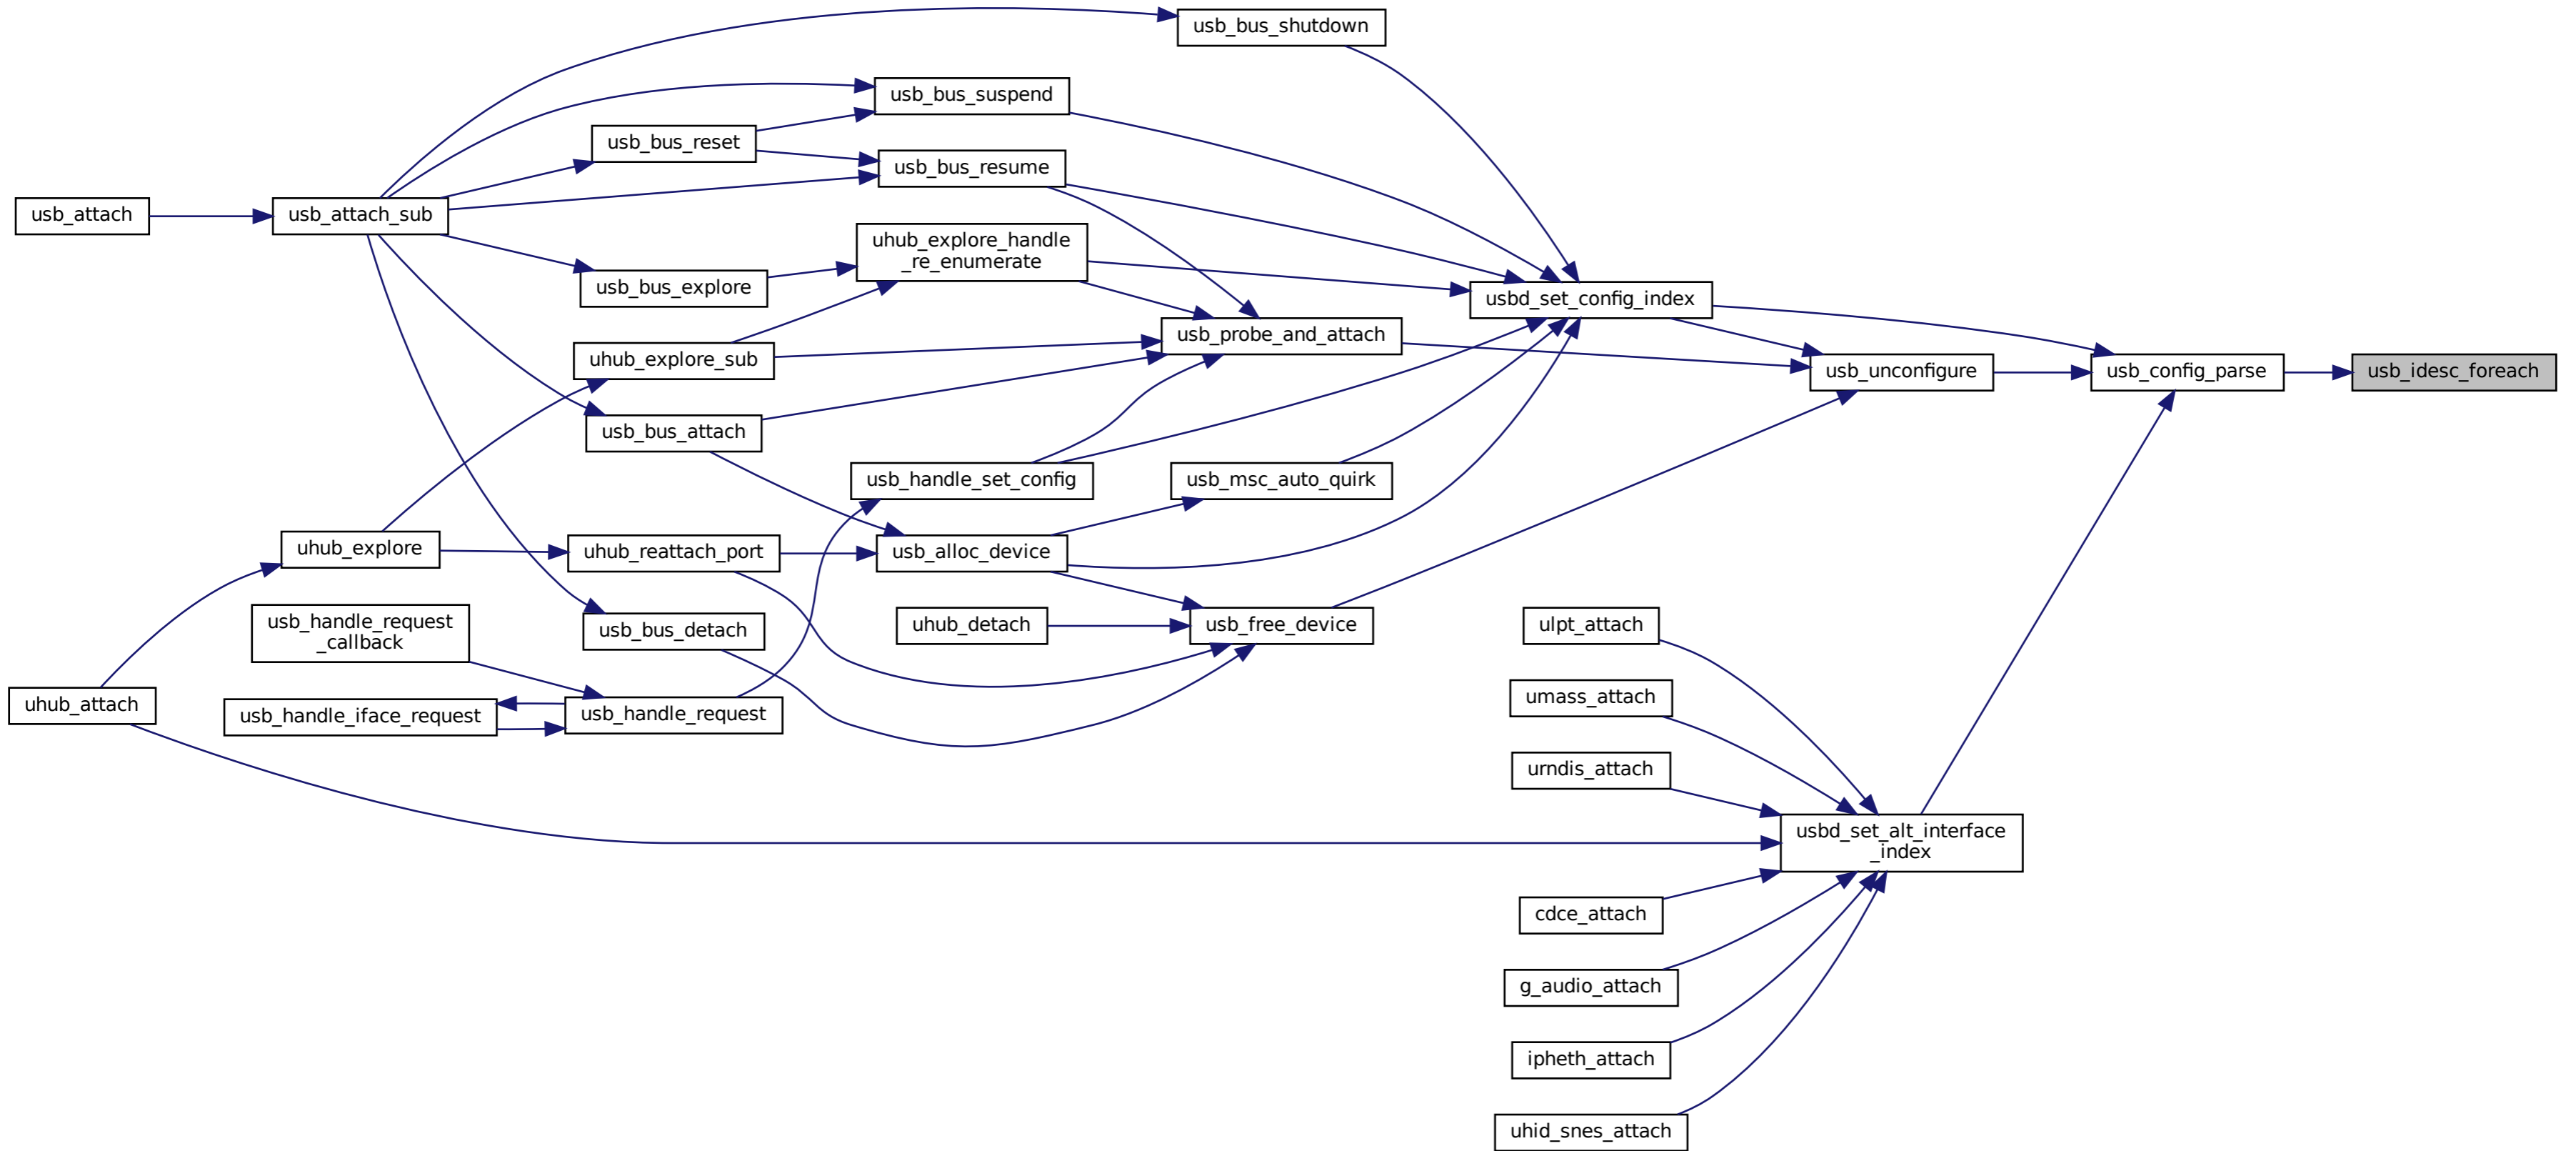 usb_bus_shutdown
usb_bus_suspend
usb_bus_reset
usb_bus_resume
usb_attach
usb_attach_sub
uhub_explore_handle
_re_enumerate
usb_bus_explore
usbd_set_config_index
usb_probe_and_attach
uhub_explore_sub
usb_unconfigure
usb_config_parse
usb_idesc_foreach
usb_bus_attach
usb_handle_set_config
usb_msc_auto_quirk
uhub_explore
uhub_reattach_port
usb_alloc_device
usb_handle_request
_callback
usb_bus_detach
uhub_detach
usb_free_device
ulpt_attach
uhub_attach
usb_handle_iface_request
usb_handle_request
umass_attach
urndis_attach
usbd_set_alt_interface
_index
cdce_attach
g_audio_attach
ipheth_attach
uhid_snes_attach